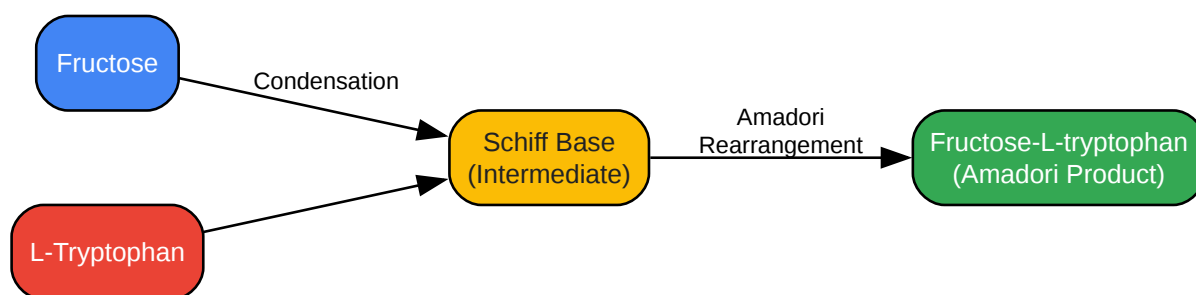 Fructose
Condensation
L-Tryptophan
Schiff Base
(Intermediate)
Amadori
Rearrangement
Fructose-L-tryptophan
(Amadori Product)